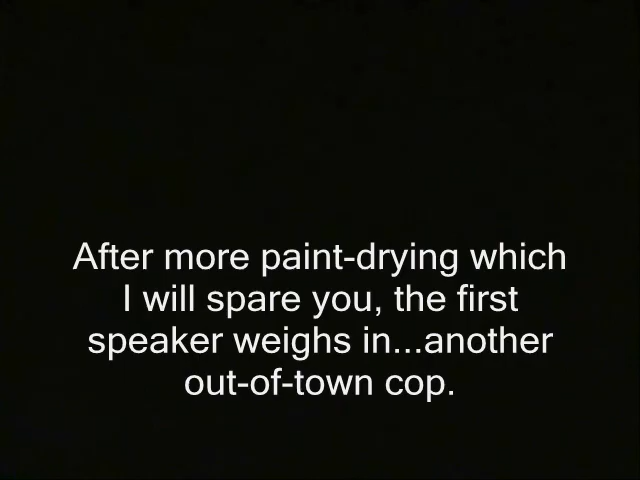 After more paint-drying which
I will spare you, the first
speaker weighs in...another
out-of-town cop.